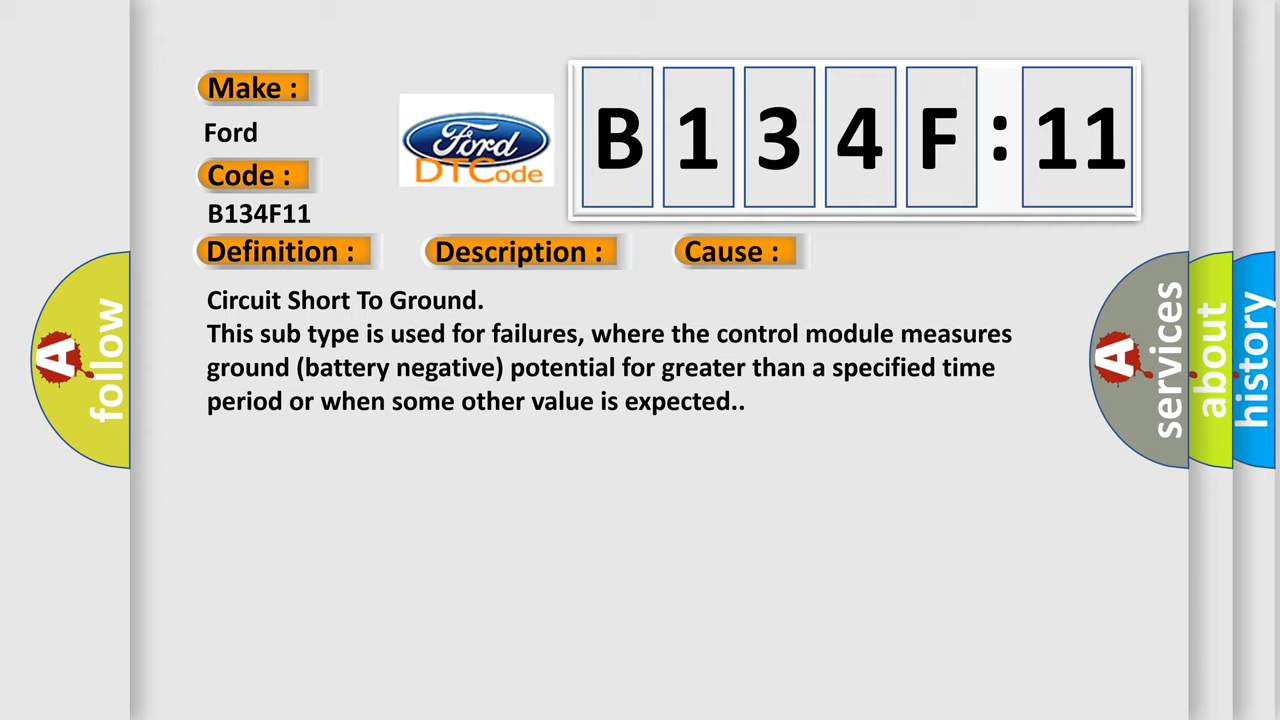 Make :
Ford
Code :
B134F11
Ford
DTCode
B 1 3 4 F : 11
Definition :
Description :
Cause :
Circuit Short To Ground.
This sub type is used for failures, where the control module measures
ground (battery negative) potential for greater than a specified time
period or when some other value is expected..
A
follow
A
services
about
history